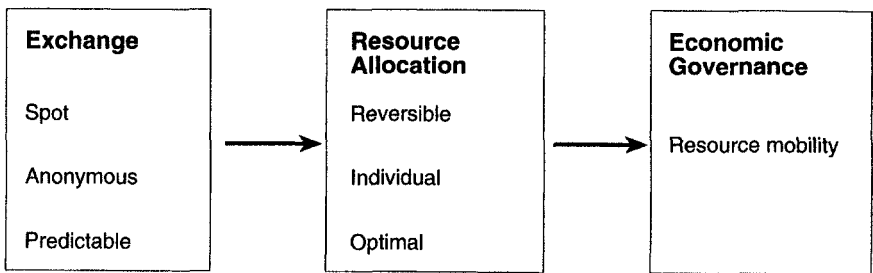 Exchange
Spot
Anonymous
Predictable
Resource
Allocation
Reversible
Individual
Optimal
Economic
Governance
Resource mobility